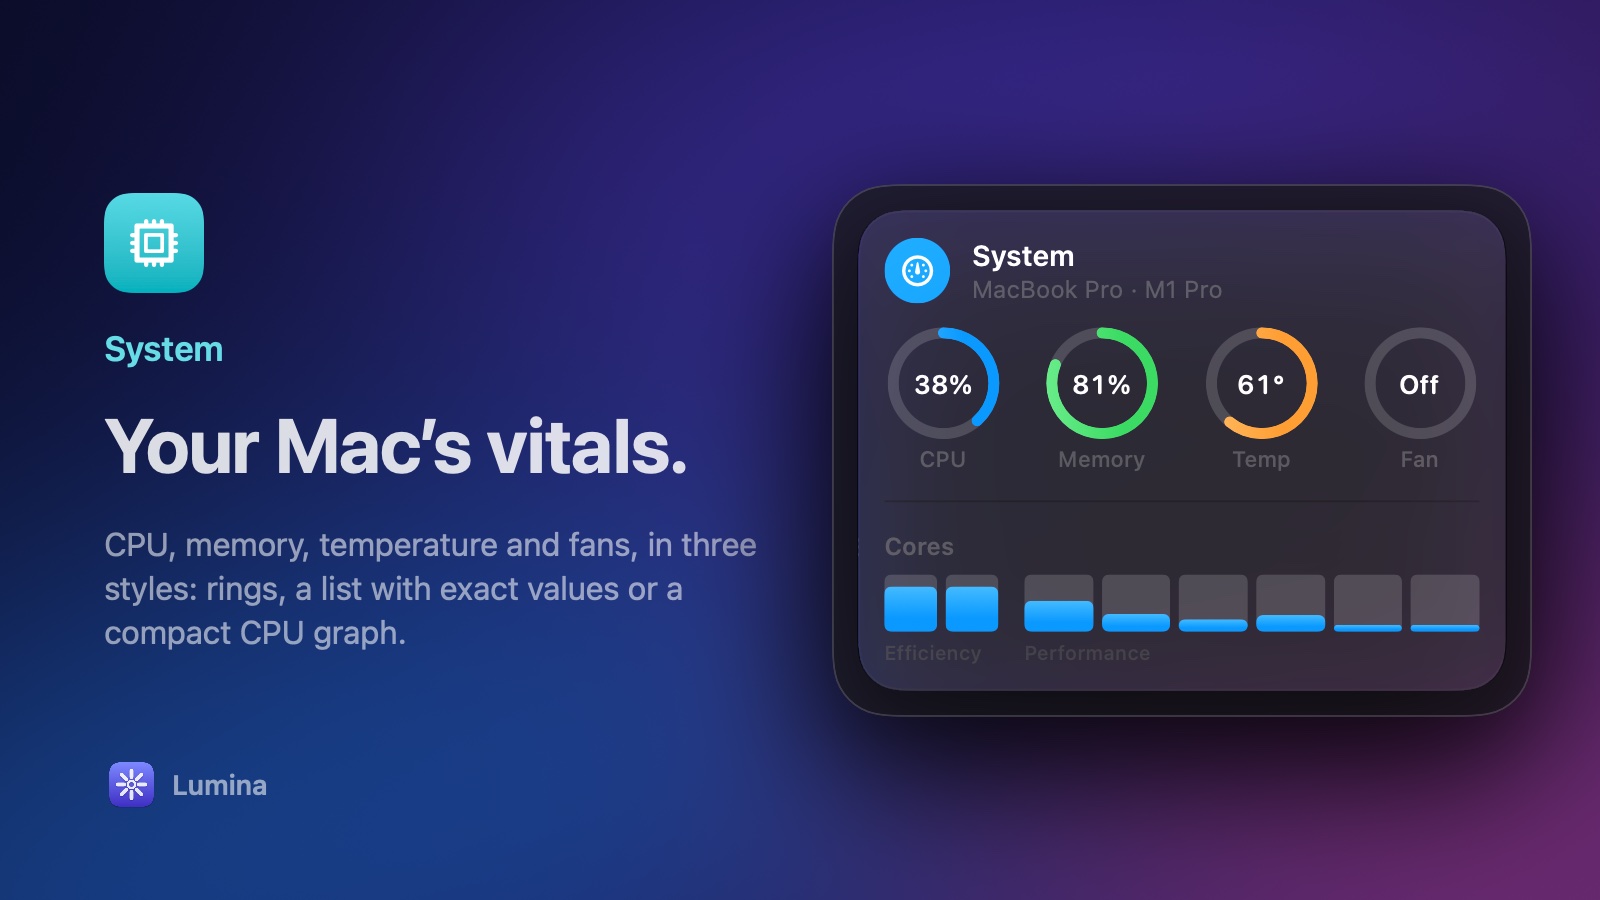 System
Your Mac's vitals.
CPU, memory, temperature and fans, in three
styles: rings, a list with exact values or a
compact CPU graph.
Lumina
System
MacBook Pro · M1 Pro
38%
81%
61°
Off
CPU
Memory
Temp
Fan
Cores
Efficiency
Performance